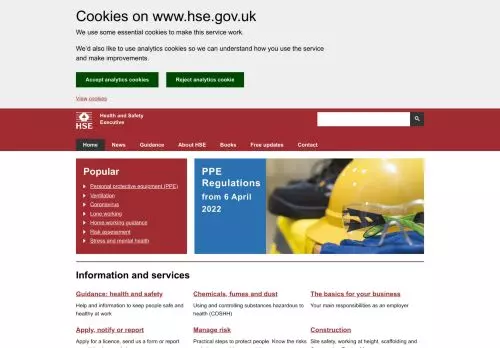 Cookies on www.hse.gov.uk
We use some essential cookies to make this service work.
We'd also like to use analytics cookies so we can understand how you use the service
and make improvements.
Accept analytics cookies
Reject analytics cookie
View cookies
HSE
Health and Safety
Executive
Home
News
Guidance
About HSE
Books
Free updates
Contact
Popular
Personal protective equipment (PPE)
Ventilation
Coronavirus
Lone working
Home working guidance
Risk assessment
Stress and mental health
PPE
Regulations
from 6 April
2022
Information and services
Guidance: health and safety
Help and information to keep people safe and
healthy at work
Chemicals, fumes and dust
Using and controlling substances hazardous to
health (COSHH)
The basics for your business
Your main responsibilities as an employer
Apply, notify or report
Apply for a licence, send us a form or report
Manage risk
Practical steps to protect people. Know the risks
Construction
Site safety, working at height, scaffolding and